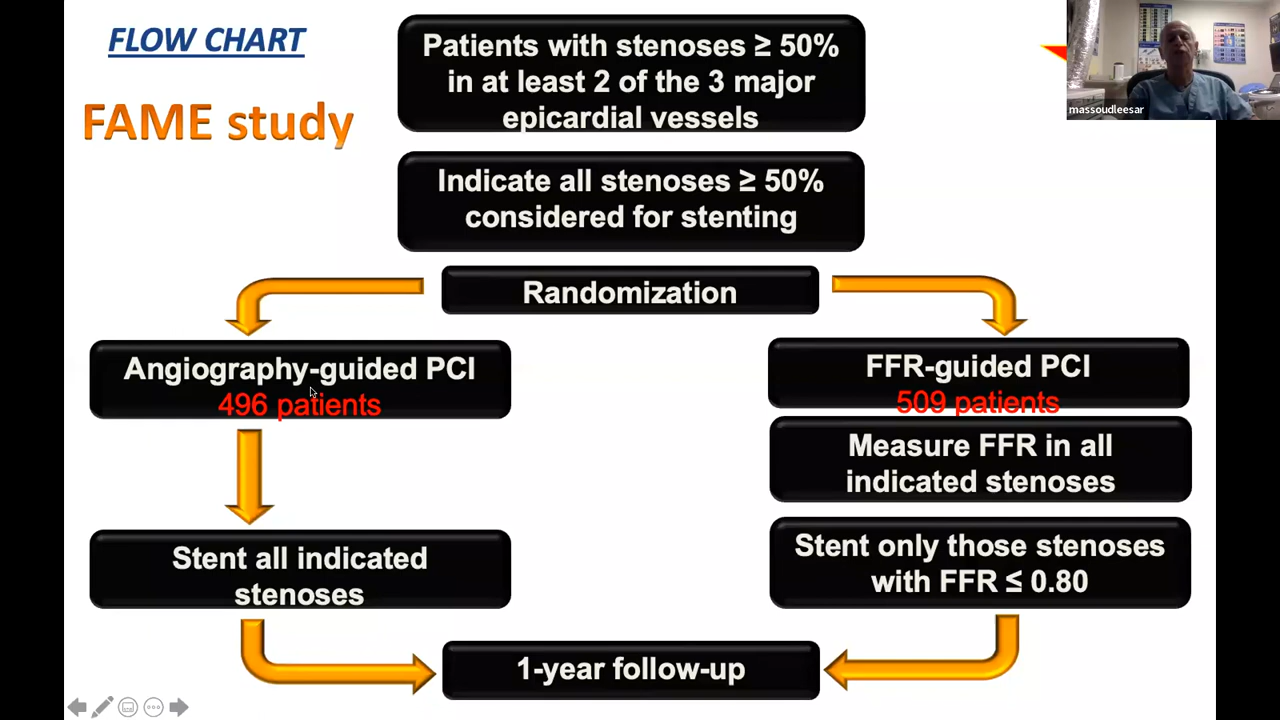 FLOW CHART
FAME study
Patients with stenoses ≥ 50%
in at least 2 of the 3 major
epicardial vessels
massoudleesar
Indicate all stenoses ≥ 50%
considered for stenting
Randomization
Angiography-guided PCI
496 patients
FFR-guided PCI
509 patients
Measure FFR in all
indicated stenoses
Stent all indicated
stenoses
Stent only those stenoses
with FFR ≤ 0.80
1-year follow-up